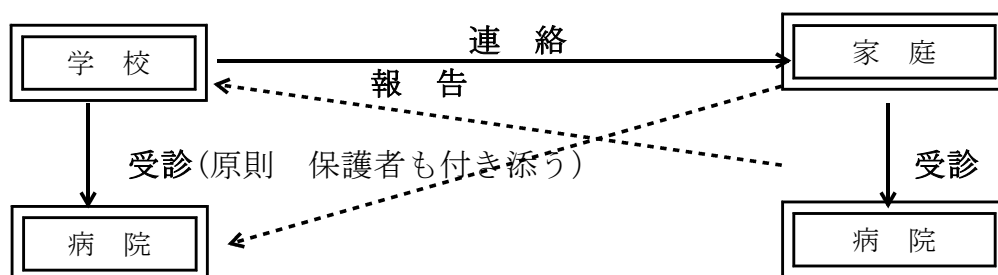 連　絡
学　校
家　庭
報　告
受診(原則　保護者も付き添う)
受診
病　院
病　院